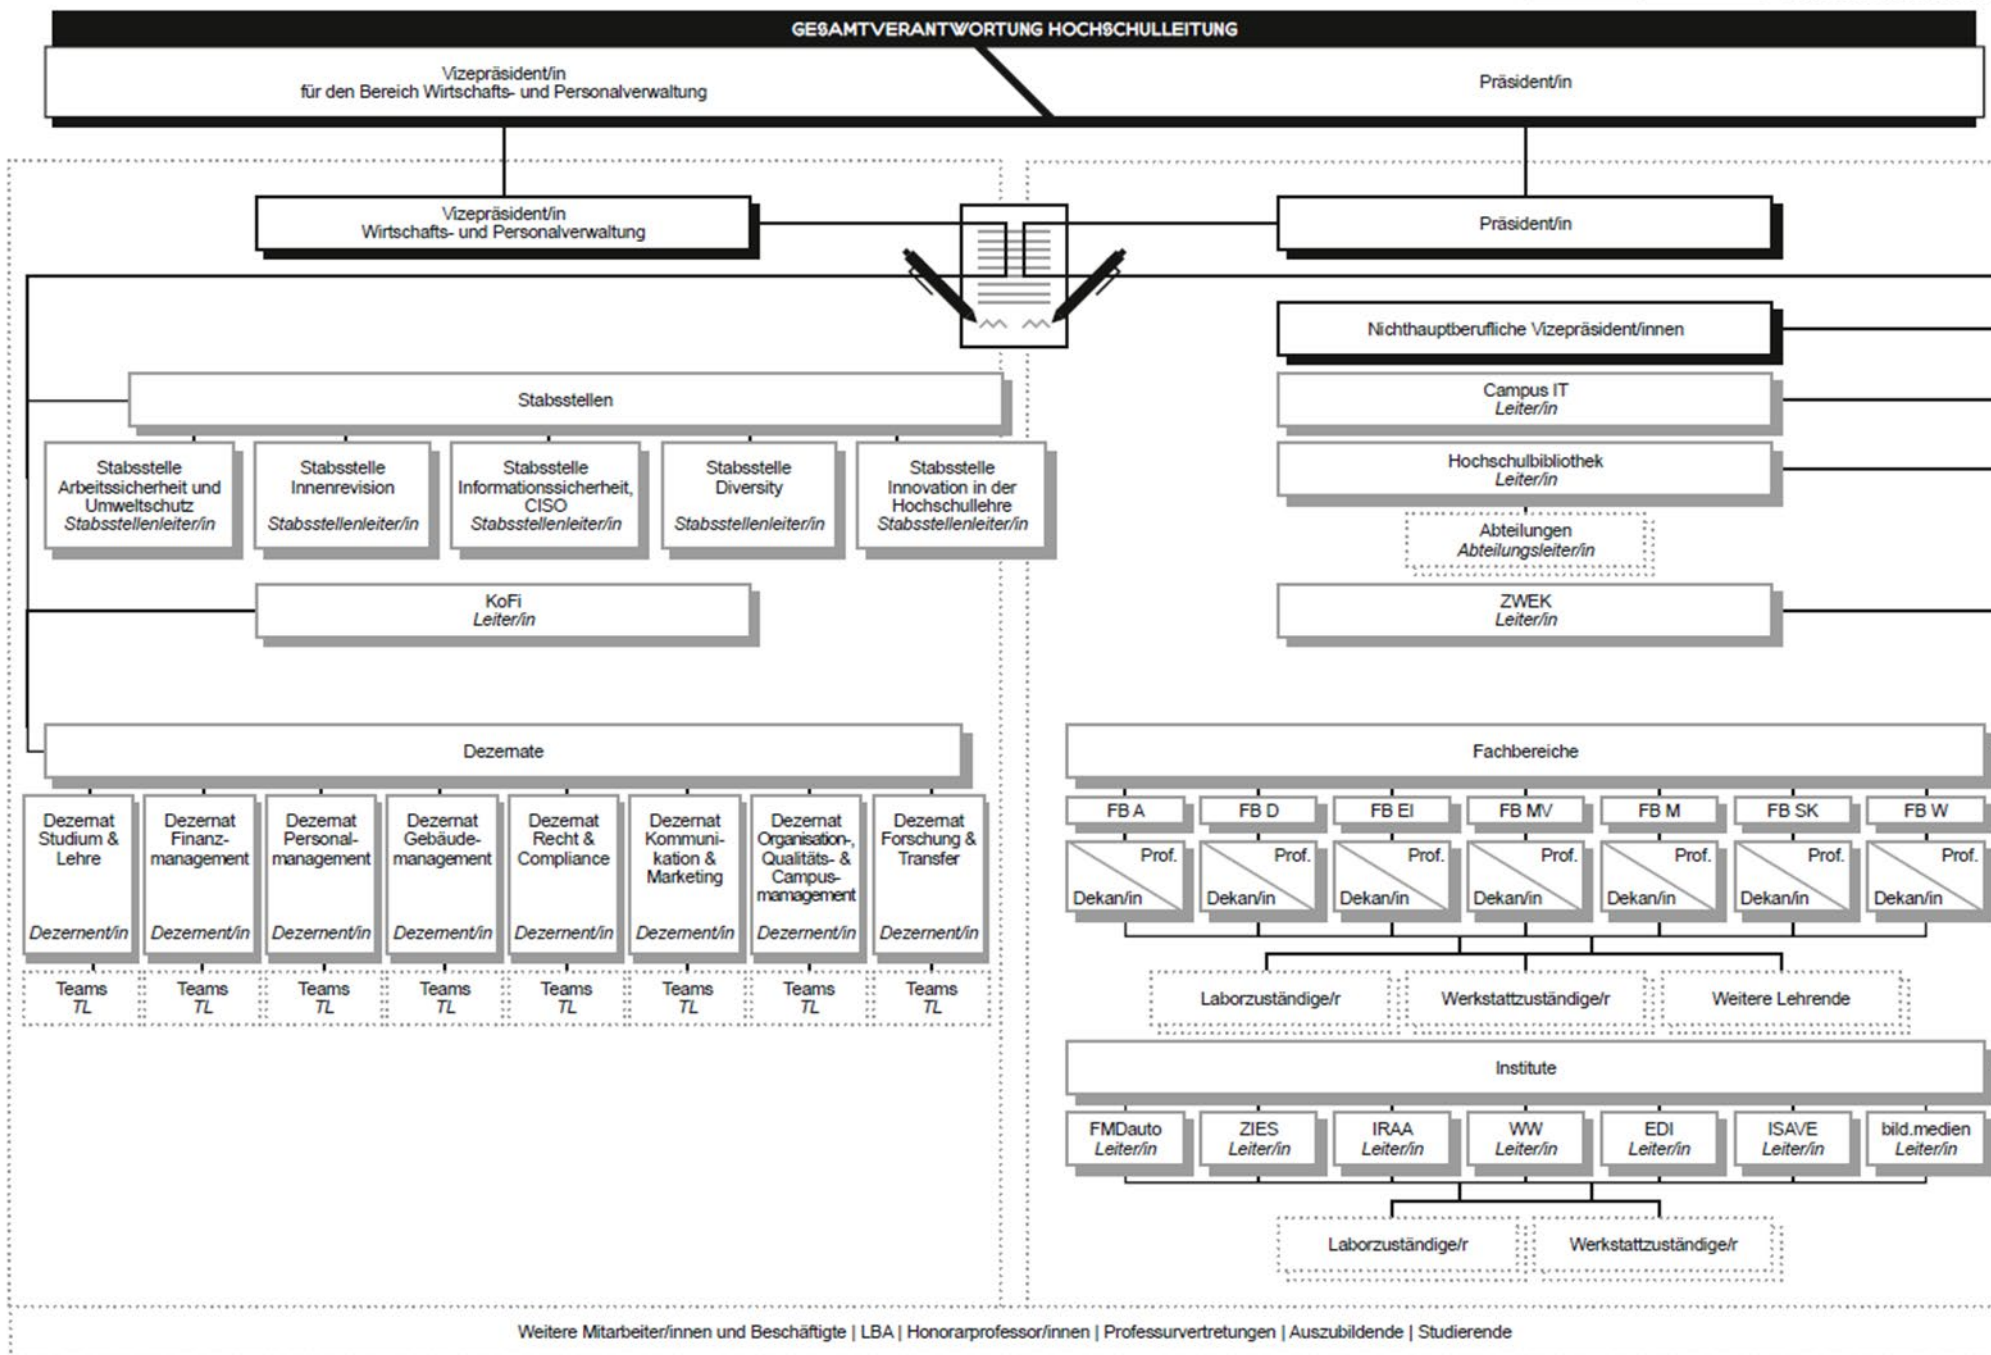 GESAMTVERANTWORTUNG HOCHSCHULLEITUNG
Vizepräsident/in
für den Bereich Wirtschafts- und Personalverwaltung
Präsident/in
Vizepräsident/in
Wirtschafts- und Personalverwaltung
Präsident/in
Nichthauptberufliche Vizepräsident/innen
Campus IT
Leiter/in
Hochschulbibliothek
Leiter/in
Abteilungen
Abteilungsleiter/in
ZWEK
Leiter/in
Stabsstellen
Stabsstelle
Arbeitssicherheit und
Umweltschutz
Stabsstellenleiter/in
Stabsstelle
Innenrevision
Stabsstellenleiter/in
Stabsstelle
Informationssicherheit,
CISO
Stabsstellenleiter/in
Stabsstelle
Diversity
Stabsstellenleiter/in
Stabsstelle
Innovation in der
Hochschullehre
Stabsstellenleiter/in
KoFi
Leiter/in
Dezernate
Dezernat
Studium &
Lehre
Dezernent/in
Dezernat
Finanz-
management
Dezernent/in
Dezernat
Personal-
management
Dezernent/in
Dezernat
Gebäude-
management
Dezernent/in
Dezernat
Recht &
Compliance
Dezernent/in
Dezernat
Kommuni-
kation &
Marketing
Dezernent/in
Dezernat
Organisation-,
Qualitäts- &
Campus-
mamagement
Dezernent/in
Dezernat
Forschung &
Transfer
Dezernent/in
Teams
TL
Teams
TL
Teams
TL
Teams
TL
Teams
TL
Teams
TL
Teams
TL
Teams
TL
Fachbereiche
FB A
Prof.
Dekan/in
FB D
Prof.
Dekan/in
FB EI
Prof.
Dekan/in
FB MV
Prof.
Dekan/in
FB M
Prof.
Dekan/in
FB SK
Prof.
Dekan/in
FB W
Prof.
Dekan/in
Laborzuständige/r
Werkstattzuständige/r
Weitere Lehrende
Institute
FMDauto
Leiter/in
ZIES
Leiter/in
IRAA
Leiter/in
WW
Leiter/in
EDI
Leiter/in
ISAVE
Leiter/in
bild.medien
Leiter/in
Laborzuständige/r
Werkstattzuständige/r
Weitere Mitarbeiter/innen und Beschäftigte | LBA | Honorarprofessor/innen | Professurvertretungen | Auszubildende | Studierende